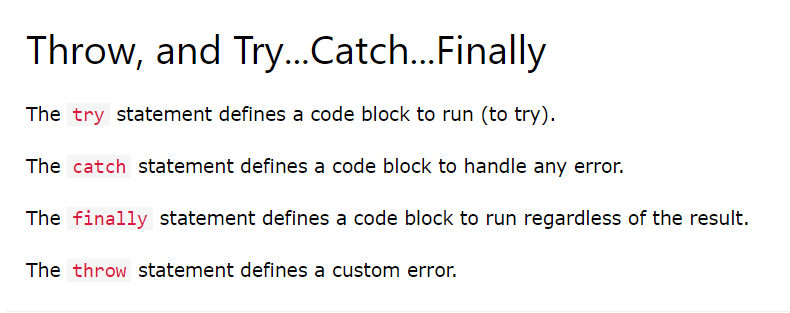 Throw, and Try...Catch...Finally
The try statement defines a code block to run (to try).
The catch statement defines a code block to handle any error.
The finally statement defines a code block to run regardless of the result.
The throw statement defines a custom error.